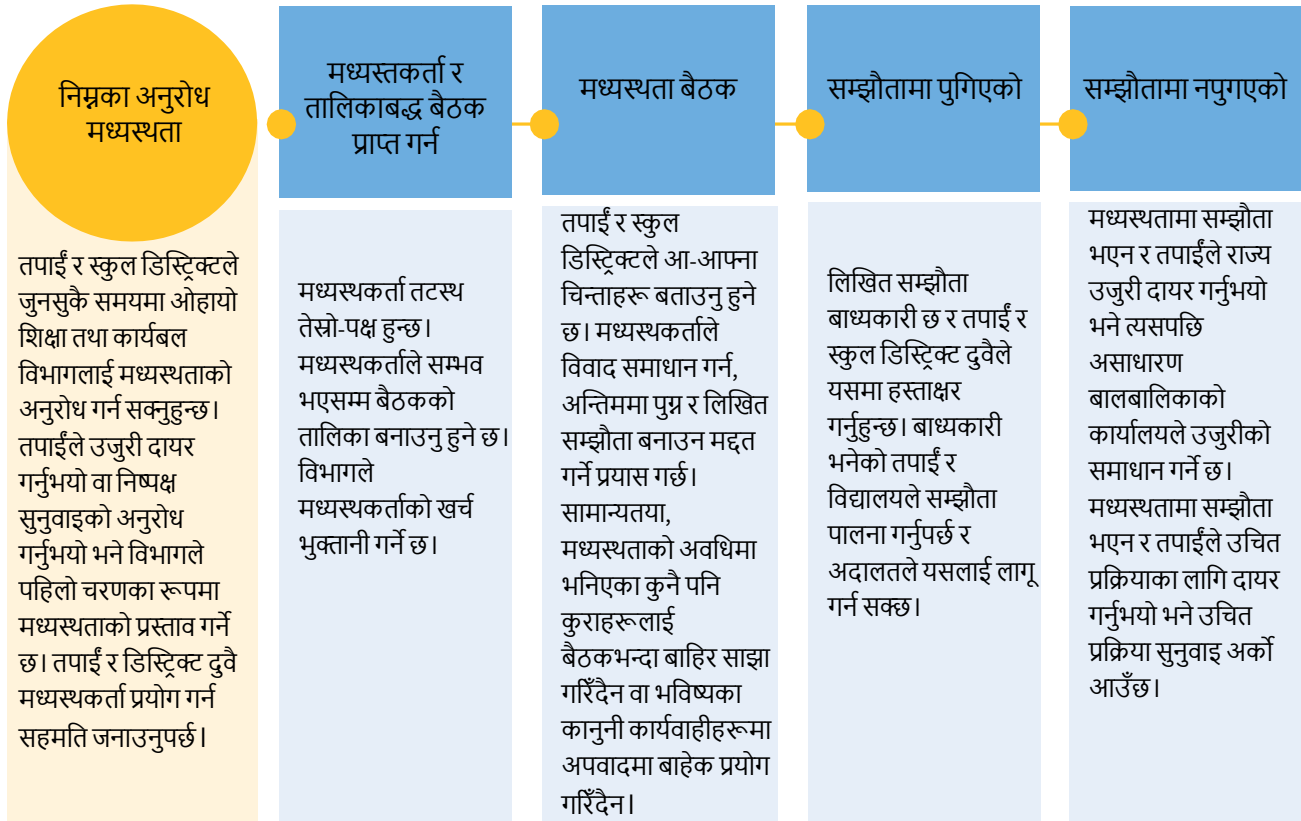 निम्नका अनुरोध
मध्यस्थता
तपाईं र स्कुल डिस्ट्रिक्टले
जुनसुकै समयमा ओहायो
शिक्षा तथा कार्यबल
विभागलाई मध्यस्थताको
अनुरोध गर्न सक्नुहुन्छ।
तपाईंले उजुरी दायर
गर्नुभयो वा निष्पक्ष
सुनुवाइको अनुरोध
गर्नुभयो भने विभागले
पहिलो चरणका रूपमा
मध्यस्थताको प्रस्ताव गर्ने
छ। तपाईं र डिस्ट्रिक्ट दुवै
मध्यस्थकर्ता प्रयोग गर्न
सहमति जनाउनुपर्छ।
मध्यस्तकर्ता र
तालिकाबद्ध बैठक
प्राप्त गर्न
मध्यस्थकर्ता तटस्थ
तेस्रो-पक्ष हुन्छ।
मध्यस्थकर्ताले सम्भव
भएसम्म बैठकको
तालिका बनाउनु हुने छ।
विभागले
मध्यस्थकर्ताको खर्च
भुक्तानी गर्ने छ।
मध्यस्थता बैठक
तपाईं र स्कुल
डिस्ट्रिक्टले आ-आफ्ना
चिन्ताहरू बताउनु हुने
छ। मध्यस्थकर्ताले
विवाद समाधान गर्न,
अन्तिममा पुग्न र लिखित
सम्झौता बनाउन मद्दत
गर्ने प्रयास गर्छ।
सामान्यतया,
मध्यस्थताको अवधिमा
भनिएका कुनै पनि
कुराहरूलाई
बैठकभन्दा बाहिर साझा
गरिँदैन वा भविष्यका
कानुनी कार्यवाहीहरूमा
अपवादमा बाहेक प्रयोग
गरिँदैन।
सम्झौतामा पुगिएको
लिखित सम्झौता
बाध्यकारी छ र तपाईं र
स्कुल डिस्ट्रिक्ट दुवैले
यसमा हस्ताक्षर
गर्नुहुन्छ। बाध्यकारी
भनेको तपाईं र
विद्यालयले सम्झौता
पालना गर्नुपर्छ र
अदालतले यसलाई लागू
गर्न सक्छ।
सम्झौतामा नपुगएको
मध्यस्थतामा सम्झौता
भएन र तपाईंले राज्य
उजुरी दायर गर्नुभयो
भने त्यसपछि
असाधारण
बालबालिकाको
कार्यालयले उजुरीको
समाधान गर्ने छ।
मध्यस्थतामा सम्झौता
भएन र तपाईंले उचित
प्रक्रियाका लागि दायर
गर्नुभयो भने उचित
प्रक्रिया सुनुवाइ अर्को
आउँछ।